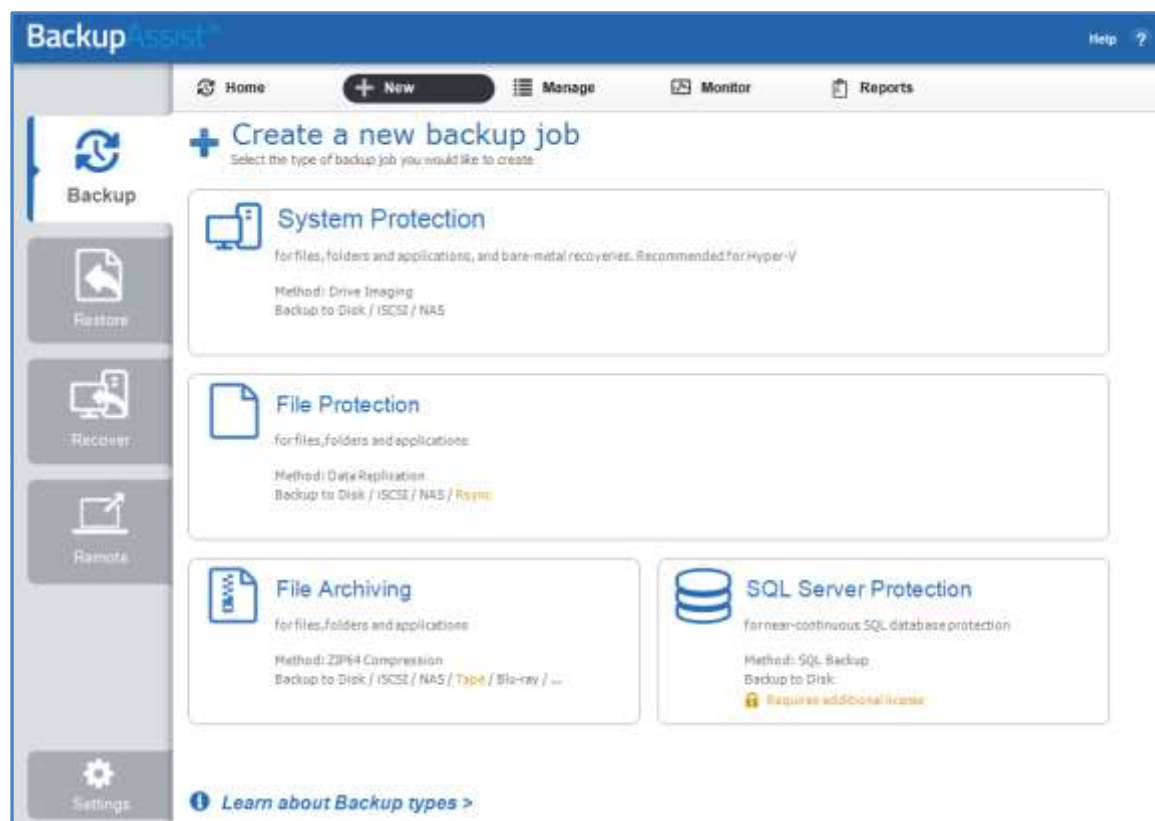 BackupAssist™
Help ?
Home New Manage Monitor Reports
Backup
Restore
Recover
Remote
Settings
Create a new backup job
Select the type of backup job you would like to create
System Protection
for files, folders and applications, and bare-metal recoveries. Recommended for Hyper-V
Method: Drive Imaging
Backup to Disk / iSCSI / NAS
File Protection
for files, folders and applications
Method: Data Replication
Backup to Disk / iSCSI / NAS / Rsync
File Archiving
for files, folders and applications
Method: ZIP64 Compression
Backup to Disk / iSCSI / NAS / Tape / Blu-ray / ...
SQL Server Protection
for near-continuous SQL database protection
Method: SQL Backup
Backup to Disk
Requires additional license
Learn about Backup types >